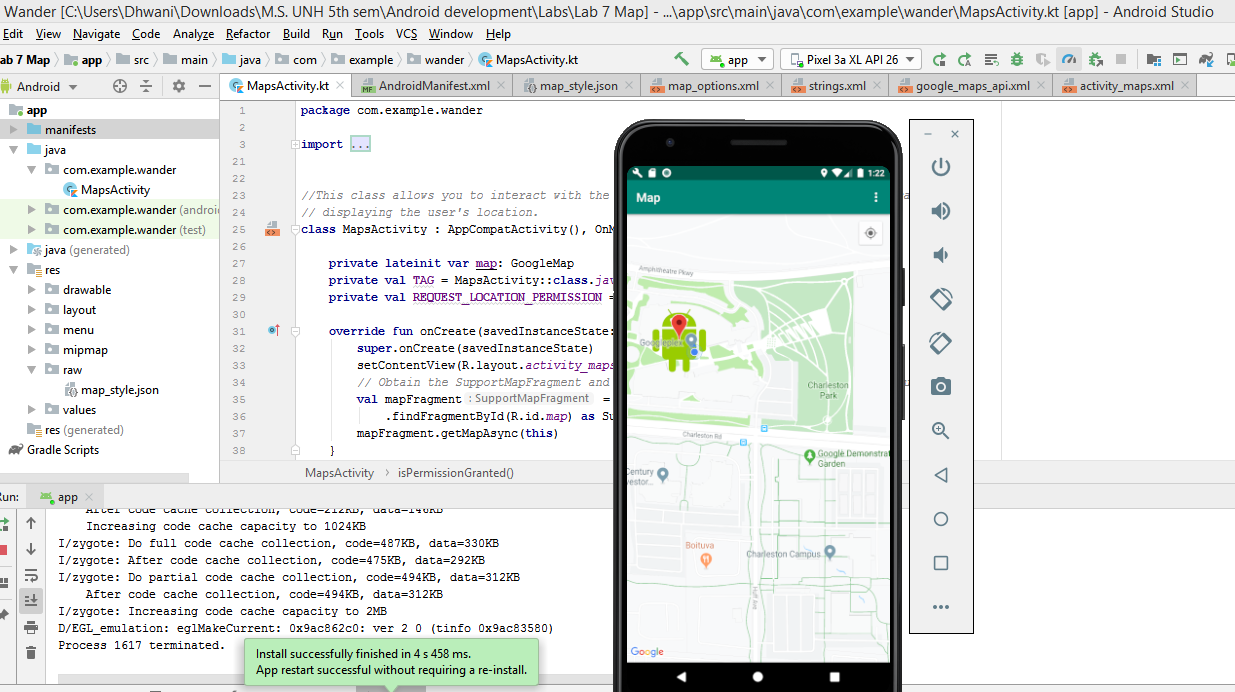 Wander [C:\Users\Dhwani\Downloads\M.S. UNH 5th sem\Android development\Labs\Lab 7 Map] - ...\app\src\main\java\com\example\wander\MapsActivity.kt [app] - Android Studio
Edit View Navigate Code Analyze Refactor Build Run Tools VCS Window Help
ab 7 Map app src main java com example wander MapsActivity.kt app Pixel 3a XL API 26
Android MapsActivity.kt AndroidManifest.xml map_style.json map_options.xml strings.xml google_maps_api.xml activity_maps.xml
app
manifests
java
com.example.wander
MapsActivity
com.example.wander (androi
com.example.wander (test)
java (generated)
res
drawable
layout
menu
mipmap
raw
map_style.json
values
res (generated)
Gradle Scripts
1 package com.example.wander
2
3 import ...
21
22
23 //This class allows you to interact with the
24 // displaying the user's location.
25 class MapsActivity : AppCompatActivity(), OnM
26
27 private lateinit var map: GoogleMap
28 private val TAG = MapsActivity::class.jav
29 private val REQUEST_LOCATION_PERMISSION =
30
31 override fun onCreate(savedInstanceState:
32 super.onCreate(savedInstanceState)
33 setContentView(R.layout.activity_maps
34 // Obtain the SupportMapFragment and
35 val mapFragment : SupportMapFragment =
36 .findFragmentById(R.id.map) as Su
37 mapFragment.getMapAsync(this)
38 }
MapsActivity isPermissionGranted()
1:22
Map
Amphitheatre Pkwy
Googleplex
Charleston
Park
Charleston Rd
Google Demonstrat
Garden
Century
vestor...
Boituva
Charleston Campus
Google
un: app
After code cache collection, code=212KB, data=140KB
Increasing code cache capacity to 1024KB
I/zygote: Do full code cache collection, code=487KB, data=330KB
I/zygote: After code cache collection, code=475KB, data=292KB
I/zygote: Do partial code cache collection, code=494KB, data=312KB
After code cache collection, code=494KB, data=312KB
I/zygote: Increasing code cache capacity to 2MB
D/EGL_emulation: eglMakeCurrent: 0x9ac862c0: ver 2 0 (tinfo 0x9ac83580)
Process 1617 terminated.
Install successfully finished in 4 s 458 ms.
App restart successful without requiring a re-install.